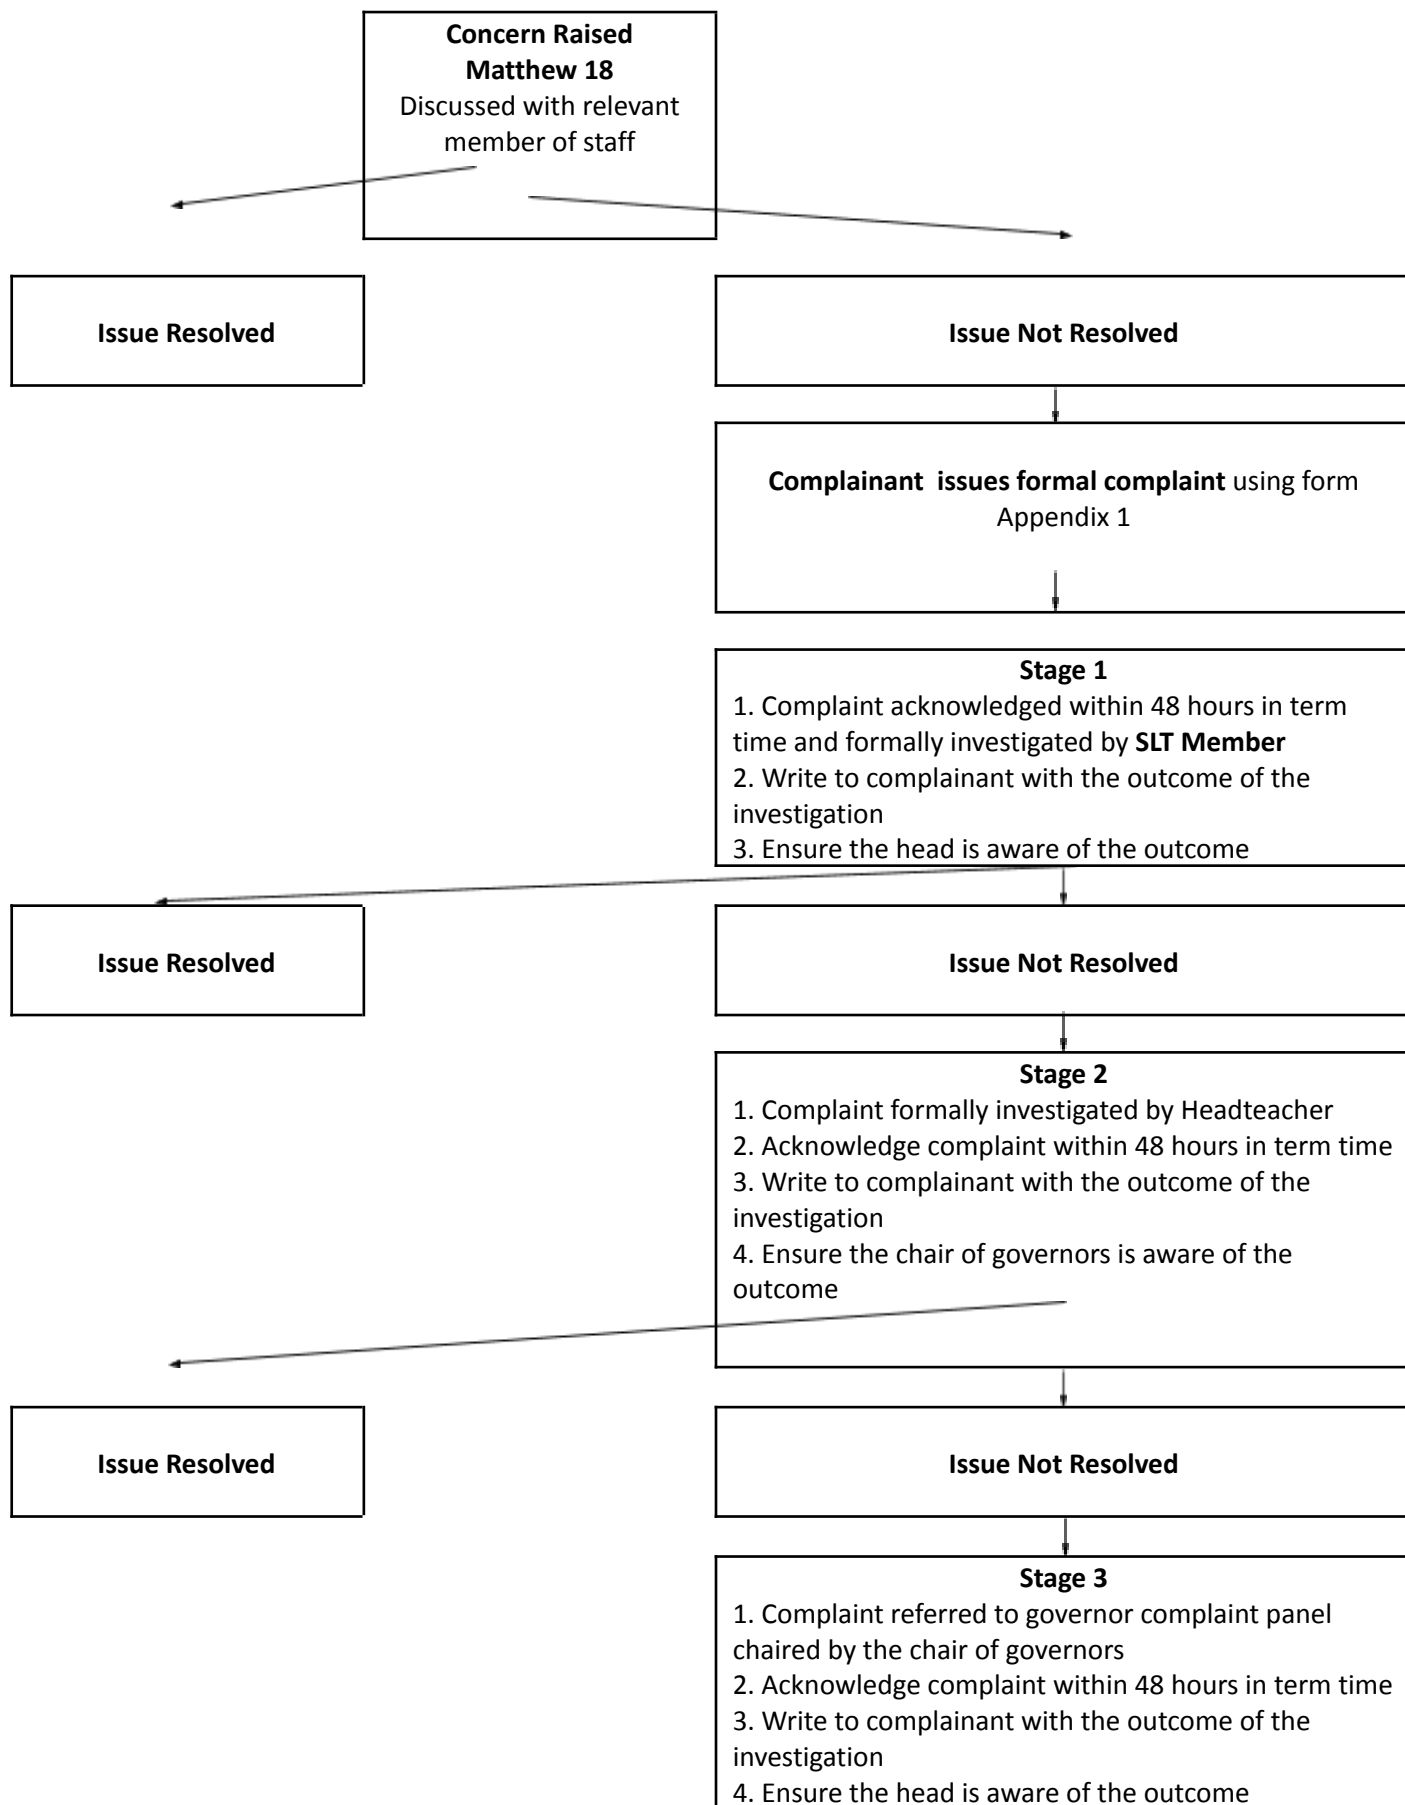 Concern Raised
Matthew 18
Discussed with relevant
member of staff
Issue Resolved
Issue Not Resolved
Complainant  issues formal complaint using form
Appendix 1
Stage 1
1. Complaint acknowledged within 48 hours in term
time and formally investigated by SLT Member
2. Write to complainant with the outcome of the
investigation
3. Ensure the head is aware of the outcome
Issue Resolved
Issue Not Resolved
Stage 2
1. Complaint formally investigated by Headteacher
2. Acknowledge complaint within 48 hours in term time
3. Write to complainant with the outcome of the
investigation
4. Ensure the chair of governors is aware of the
outcome
Issue Resolved
Issue Not Resolved
Stage 3
1. Complaint referred to governor complaint panel
chaired by the chair of governors
2. Acknowledge complaint within 48 hours in term time
3. Write to complainant with the outcome of the
investigation
4. Ensure the head is aware of the outcome